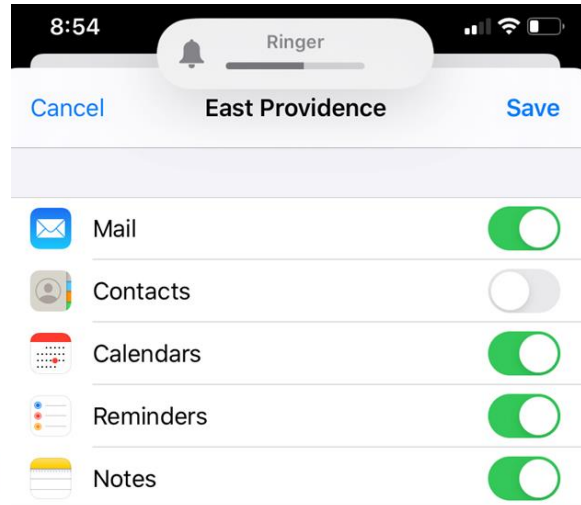 8:54
Ringer
Cancel East Providence Save
Mail
Contacts
Calendars
Reminders
Notes